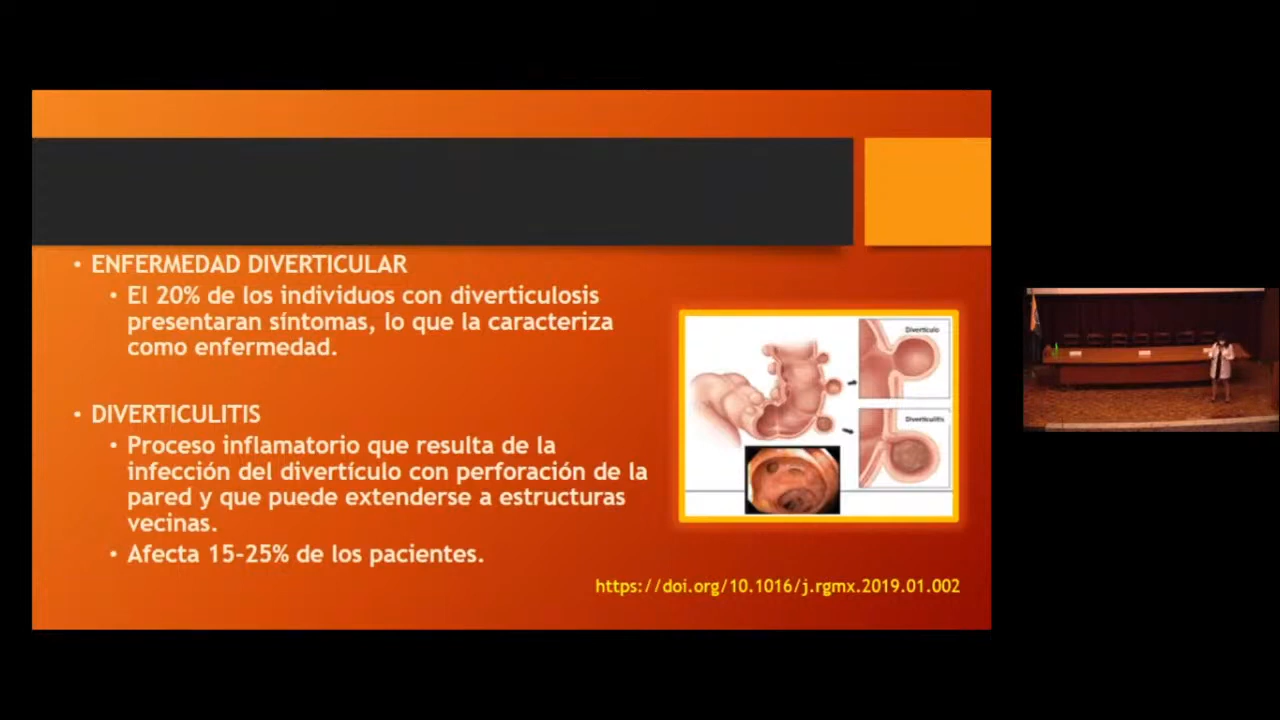 • ENFERMEDAD DIVERTICULAR
• El 20% de los individuos con diverticulosis
presentaran síntomas, lo que la caracteriza
como enfermedad.
• DIVERTICULITIS
• Proceso inflamatorio que resulta de la
infección del divertículo con perforación de la
pared y que puede extenderse a estructuras
vecinas.
• Afecta 15-25% de los pacientes.
Divertículo
Diverticulitis
https://doi.org/10.1016/j.rgmx.2019.01.002